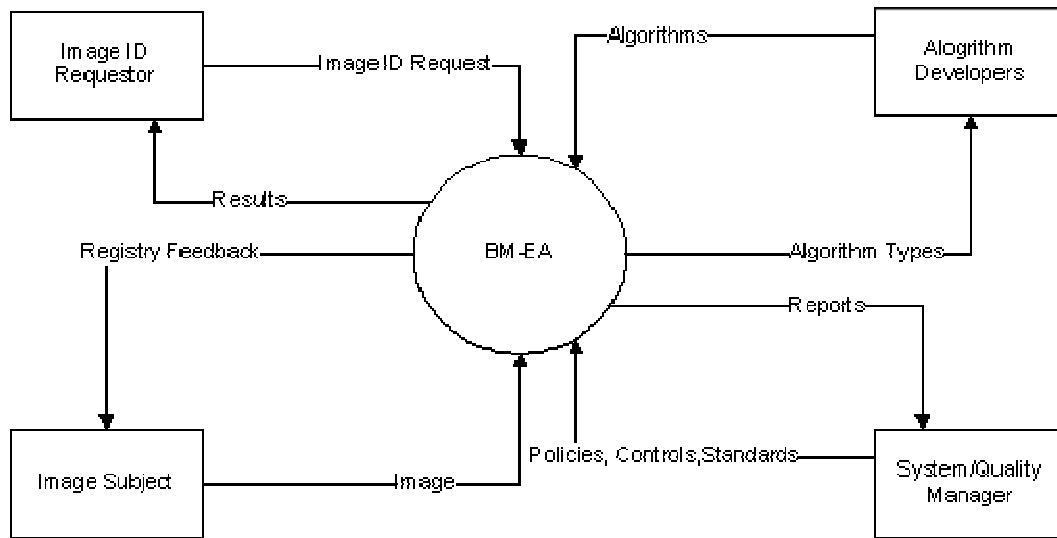 Image ID
Requestor
Image ID Request
Algorithms
Alogrithm
Developers
Results
Registry Feedback
BM-EA
Algorithm Types
Reports
Image Subject
Image
Policies, Controls,Standards
System/Quality
Manager